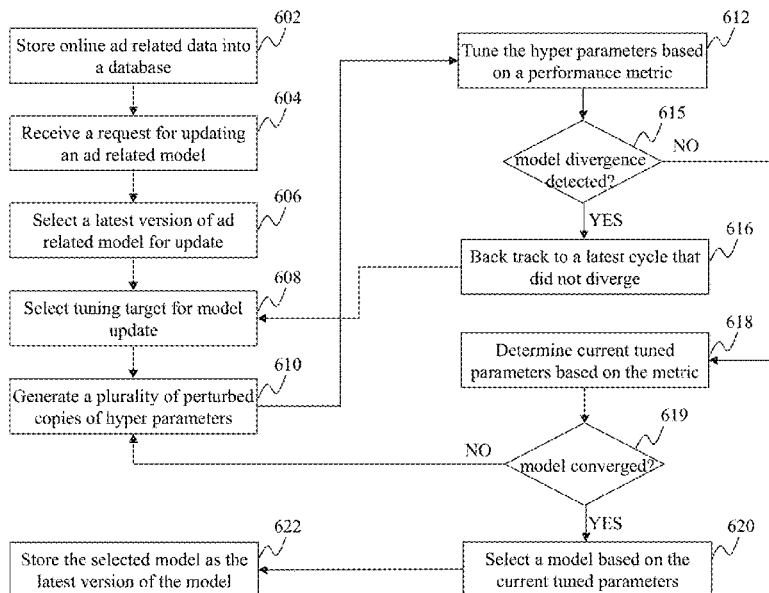 602
Store online ad related data into
a database
604
Receive a request for updating
an ad related model
606
Select a latest version of ad
related model for update
608
Select tuning target for model
update
610
Generate a plurality of perturbed
copies of hyper parameters
612
Tune the hyper parameters based
on a performance metric
615
model divergence
detected?
NO
YES
616
Back track to a latest cycle that
did not diverge
618
Determine current tuned
parameters based on the metric
619
model converged?
NO
YES
620
Select a model based on the
current tuned parameters
622
Store the selected model as the
latest version of the model